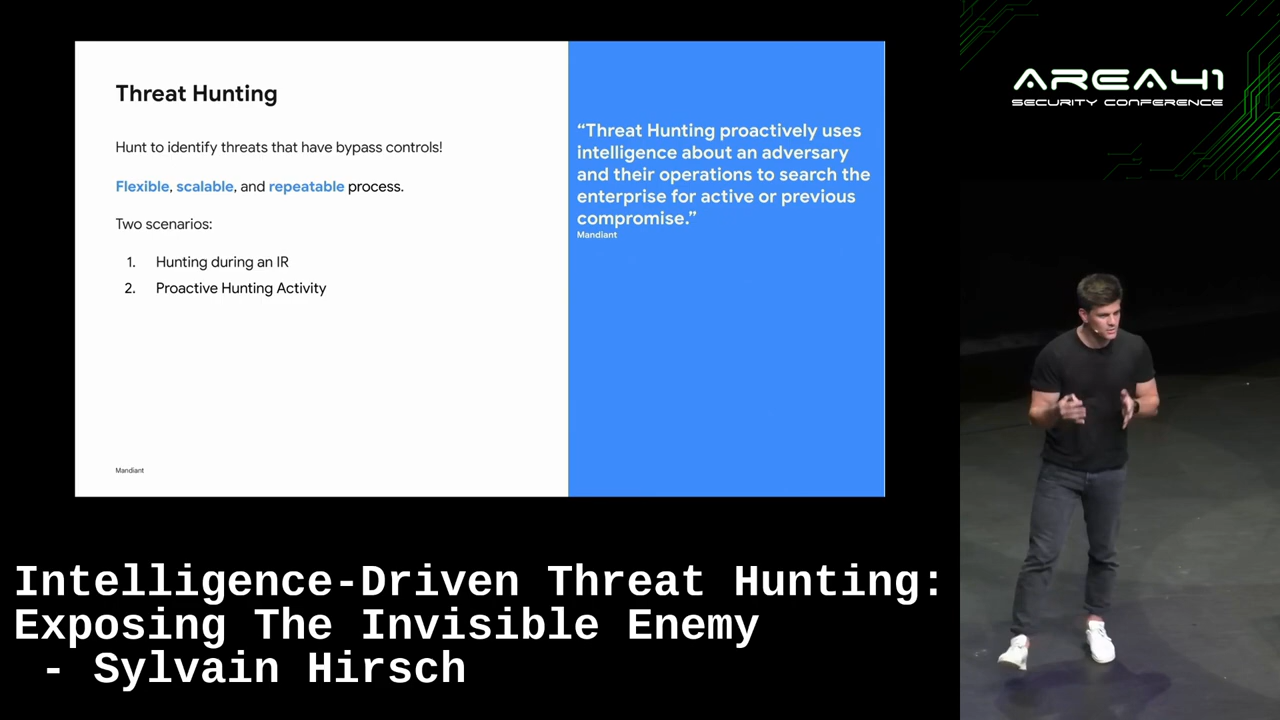 Threat Hunting
Hunt to identify threats that have bypass controls!
Flexible, scalable, and repeatable process.
Two scenarios:
1. Hunting during an IR
2. Proactive Hunting Activity
Mandiant
“Threat Hunting proactively uses
intelligence about an adversary
and their operations to search the
enterprise for active or previous
compromise.”
Mandiant
AREA41
SECURITY CONFERENCE
Intelligence-Driven Threat Hunting:
Exposing The Invisible Enemy
- Sylvain Hirsch